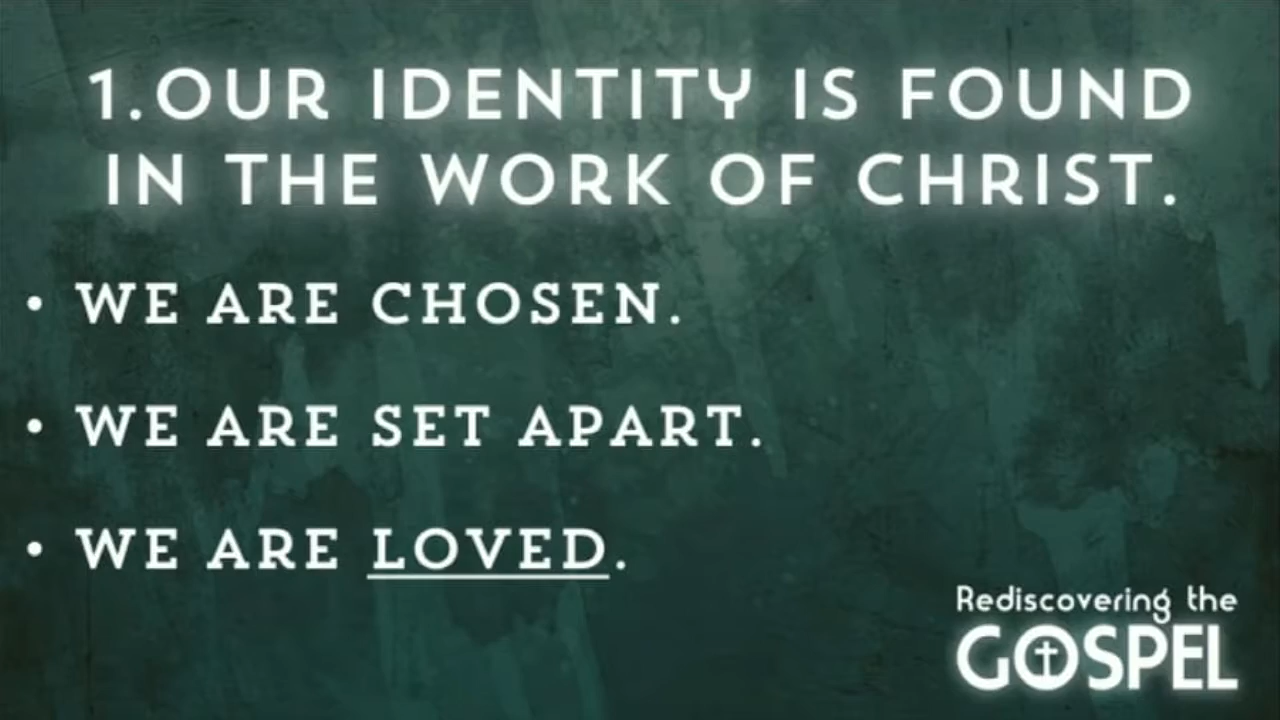 1.OUR IDENTITY IS FOUND
IN THE WORK OF CHRIST.
• WE ARE CHOSEN.
• WE ARE SET APART.
• WE ARE LOVED.
Rediscovering the
GOSPEL